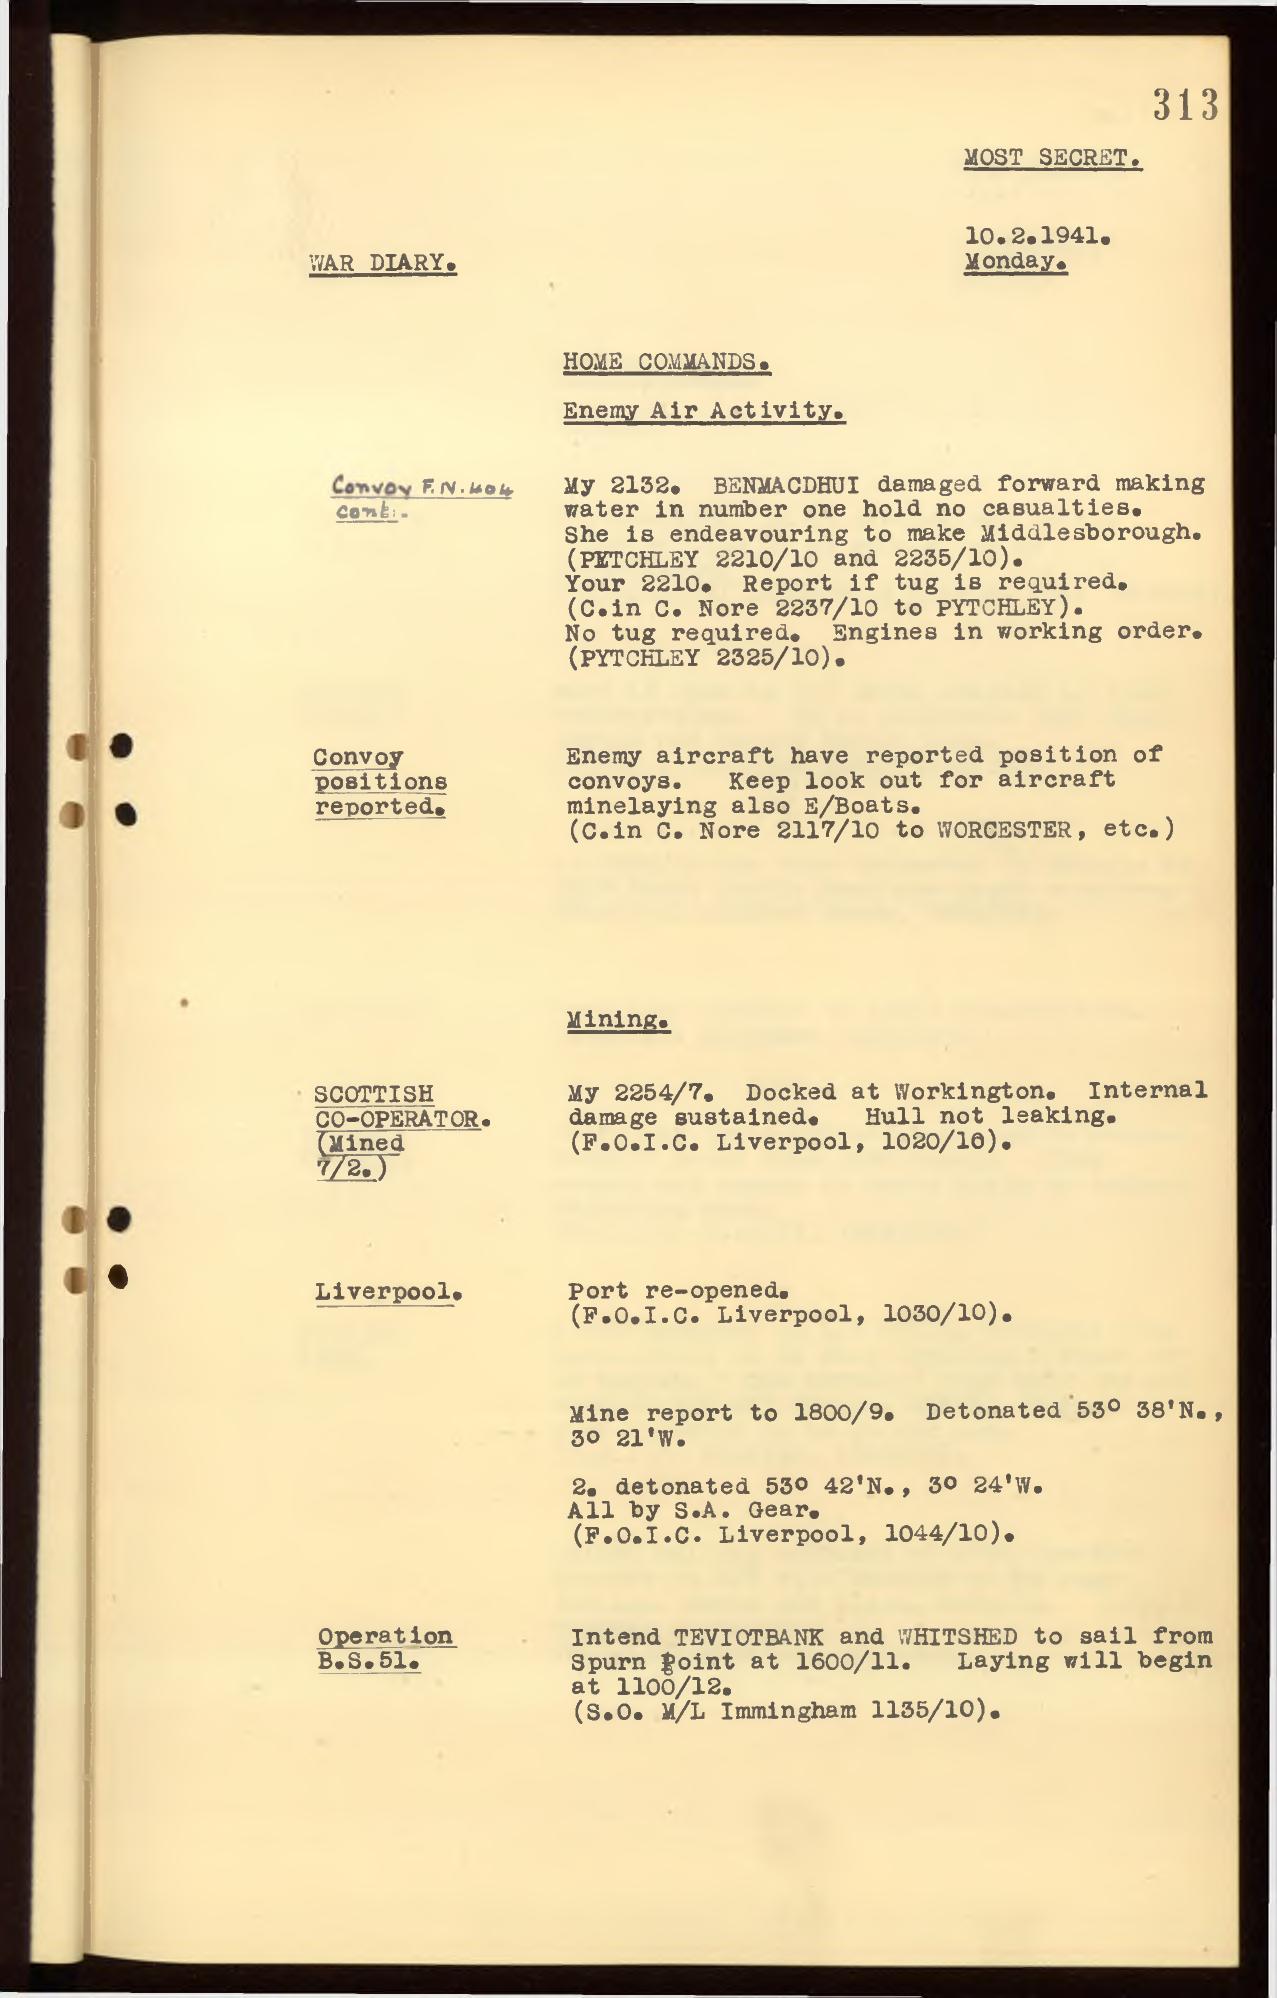 313
MOST SECRET.
10.2.1941.
Monday.
WAR DIARY.
HOME COMMANDS.
Enemy Air Activity.
Convoy F.N.404
cont:.
My 2132. BENMACDHUI damaged forward making
water in number one hold no casualties.
She is endeavouring to make Middlesborough.
(PETCHLEY 2210/10 and 2235/10).
Your 2210. Report if tug is required.
(C.in C. Nore 2237/10 to PYTCHLEY).
No tug required. Engines in working order.
(PYTCHLEY 2325/10).
Convoy
positions
reported.
Enemy aircraft have reported position of
convoys. Keep look out for aircraft
minelaying also E/Boats.
(C.in C. Nore 2117/10 to WORCESTER, etc.)
Mining.
SCOTTISH
CO-OPERATOR.
(Mined
7/2.)
My 2254/7. Docked at Workington. Internal
damage sustained. Hull not leaking.
(F.O.I.C. Liverpool, 1020/10).
Liverpool.
Port re-opened.
(F.O.I.C. Liverpool, 1030/10).
Mine report to 1800/9. Detonated 53° 38'N.,
3° 21'W.
2. detonated 53° 42'N., 3° 24'W.
All by S.A. Gear.
(F.O.I.C. Liverpool, 1044/10).
Operation
B.S.51.
Intend TEVIOTBANK and WHITSHED to sail from
Spurn Point at 1600/11. Laying will begin
at 1100/12.
(S.O. M/L Immingham 1135/10).